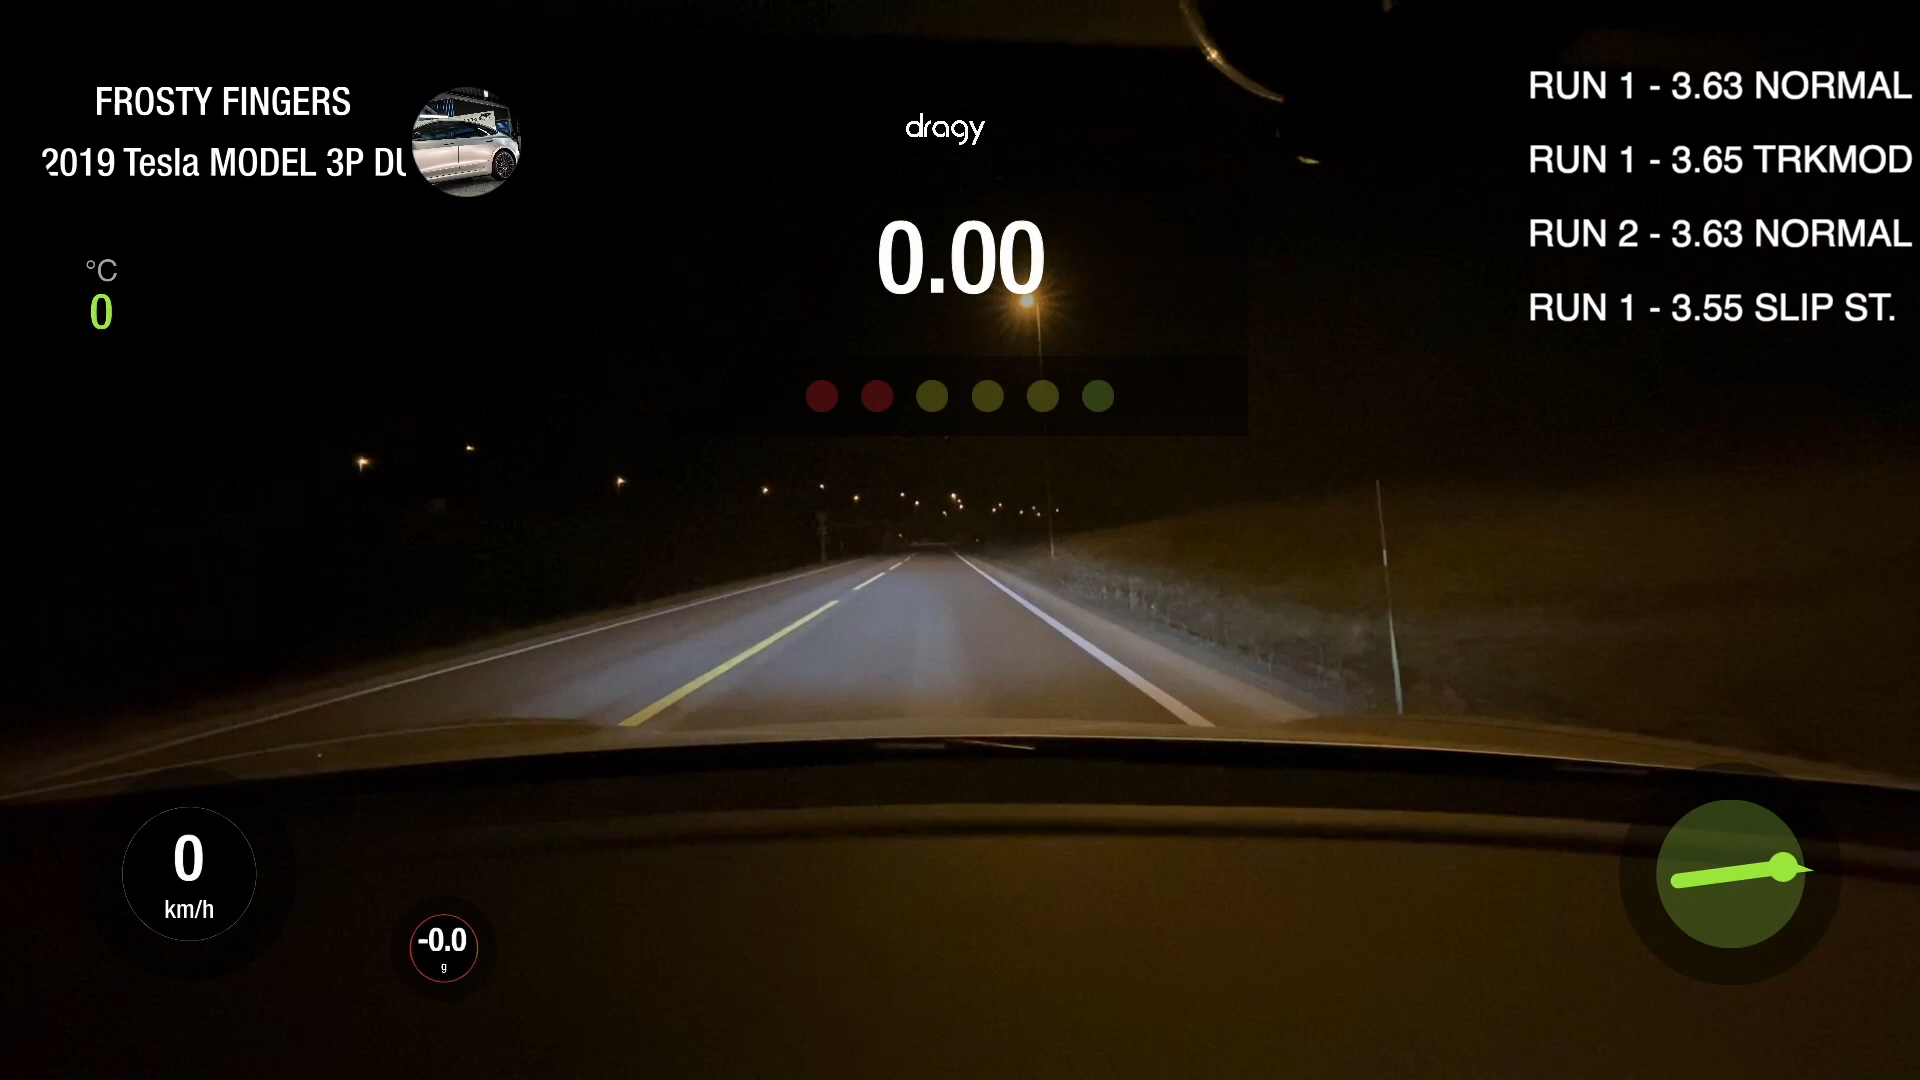 FROSTY FINGERS
2019 Tesla MODEL 3P DU
°C
0
dragy
0.00
RUN 1 - 3.63 NORMAL
RUN 1 - 3.65 TRKMOD
RUN 2 - 3.63 NORMAL
RUN 1 - 3.55 SLIP ST.
0
km/h
-0.0
g